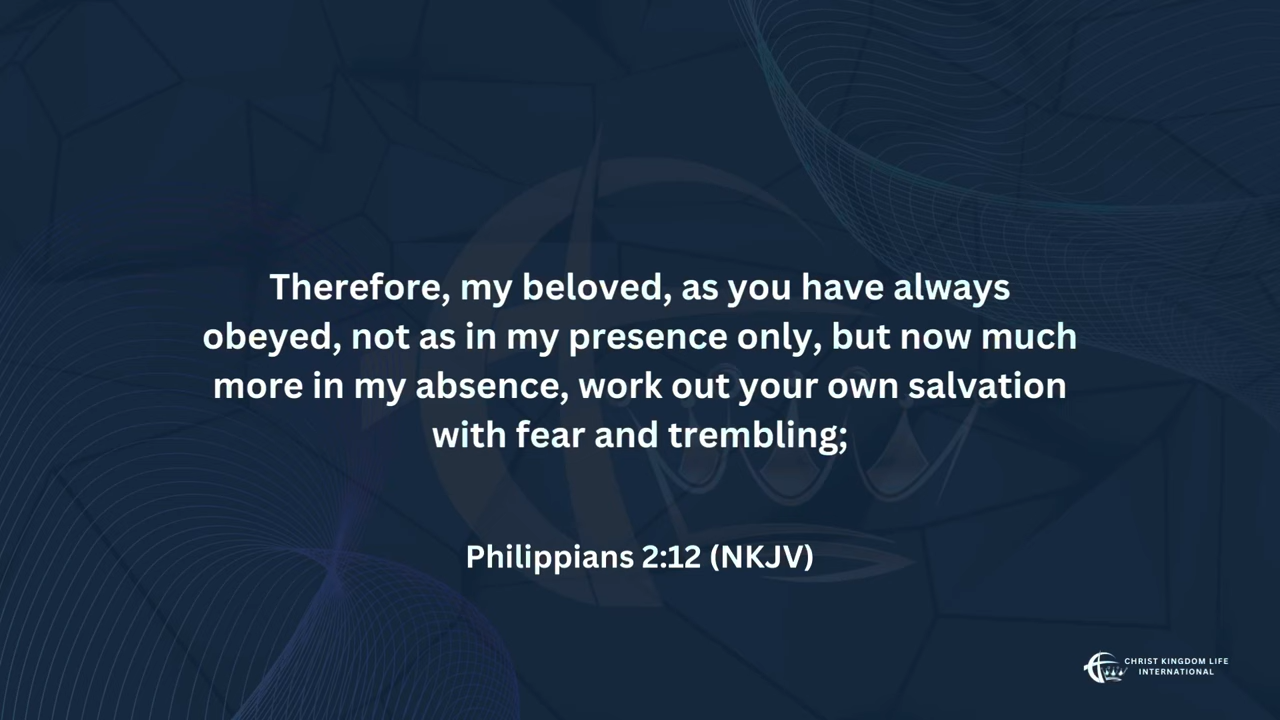 Therefore, my beloved, as you have always
obeyed, not as in my presence only, but now much
more in my absence, work out your own salvation
with fear and trembling;
Philippians 2:12 (NKJV)
CHRIST KINGDOM LIFE
INTERNATIONAL